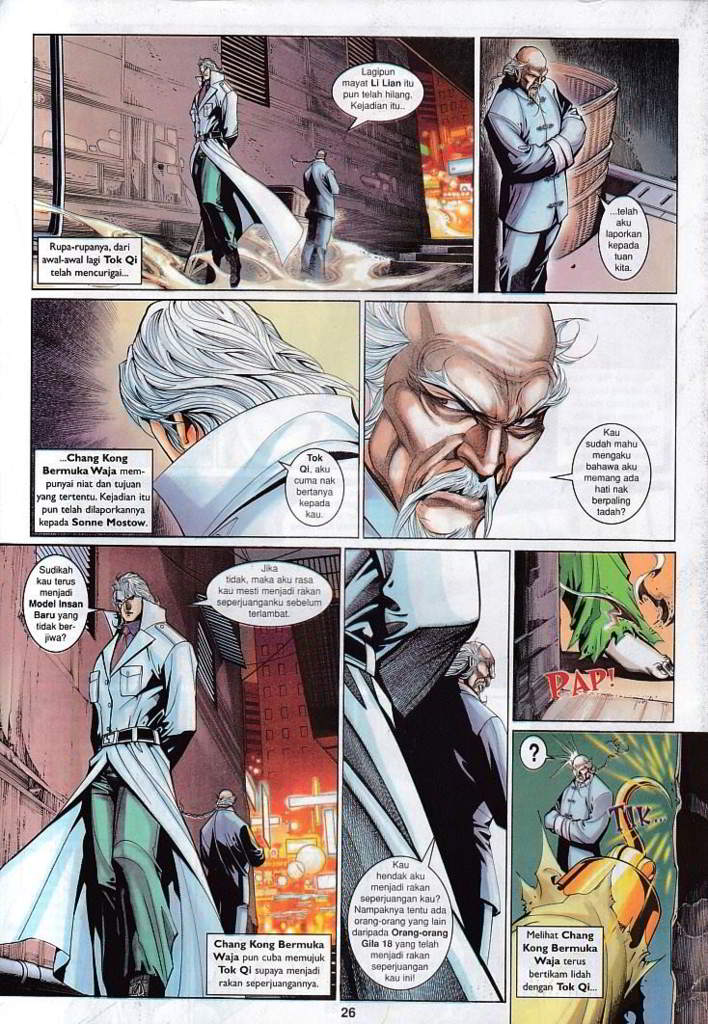 Lagipun
mayat Li Lian itu
pun telah hilang.
Kejadian itu..
Rupa-rupanya, dari
awal-awal lagi Tok Qi
telah mencurigai...
...telah
aku
laporkan
kepada
tuan
kita.
...Chang Kong
Bermuka Waja mem-
punyai niat dan tujuan
yang tertentu. Kejadian itu
pun telah dilaporkannya
kepada Sonne Mostow.
Tok
Qi, aku
cuma nak
bertanya
kepada
kau.
Kau
sudah mahu
mengaku
bahawa aku
memang ada
hati nak
berpaling
tadah?
Sudikah
kau terus
menjadi
Model Insan
Baru yang
tidak ber-
jiwa?
Jika
tidak, maka aku rasa
kau mesti menjadi rakan
seperjuanganku sebelum
terlambat.
Chang Kong Bermuka
Waja pun cuba memujuk
Tok Qi supaya menjadi
rakan seperjuangannya.
Kau
hendak aku
menjadi rakan
seperjuangan kau?
Nampaknya tentu ada
orang-orang yang lain
daripada Orang-orang
Gila 18 yang telah
menjadi rakan
seperjuangan
kau ini!
PAP!
?
TIK...
Melihat Chang
Kong Bermuka
Waja terus
bertikam lidah
dengan Tok Qi...
26